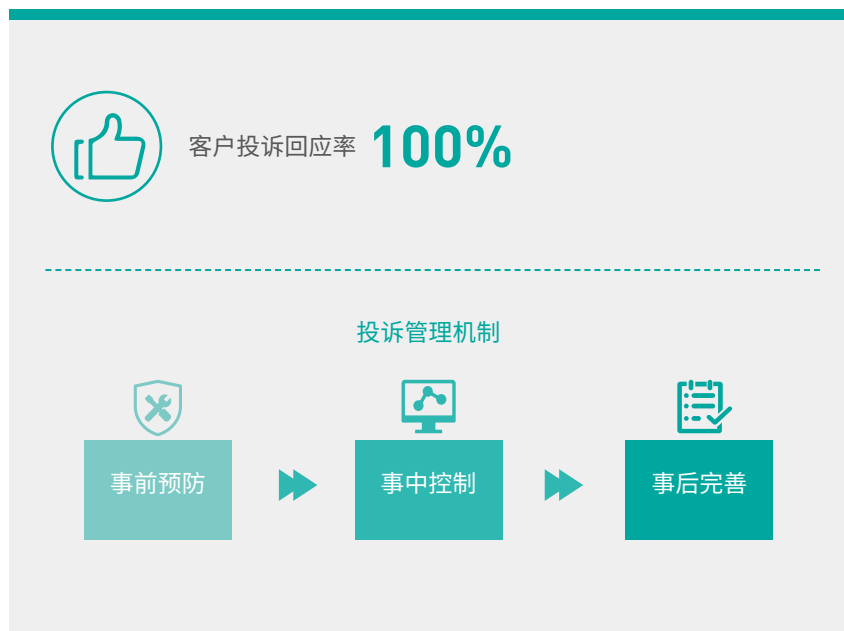 客户投诉回应率 100%
投诉管理机制
事前预防
事中控制
事后完善